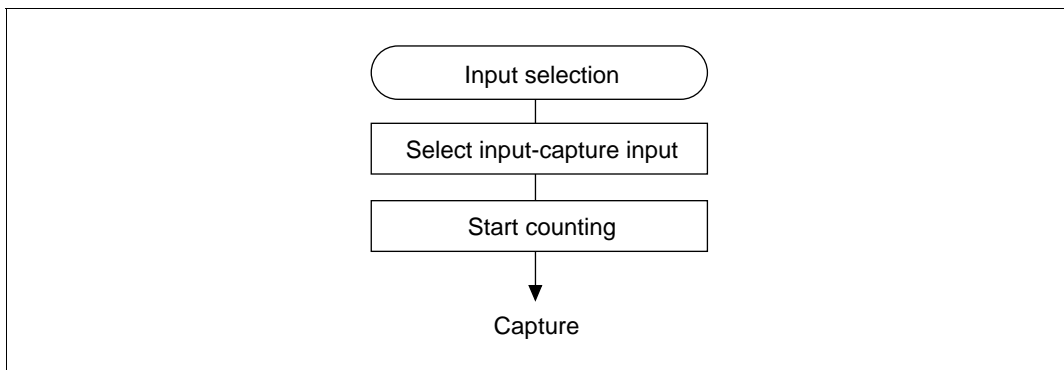 Input selection
Select input-capture input
Start counting
Capture